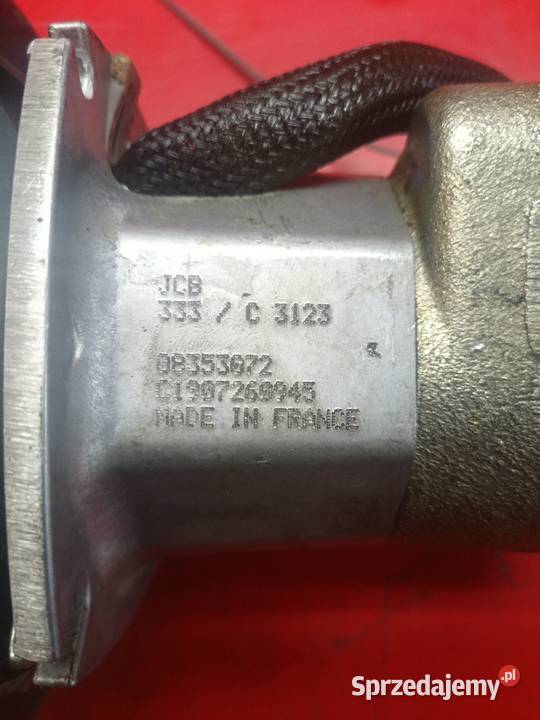 JCB
333 / C 3123
08353072
C1907260945
MADE IN FRANCE
Sprzedajemy.pl